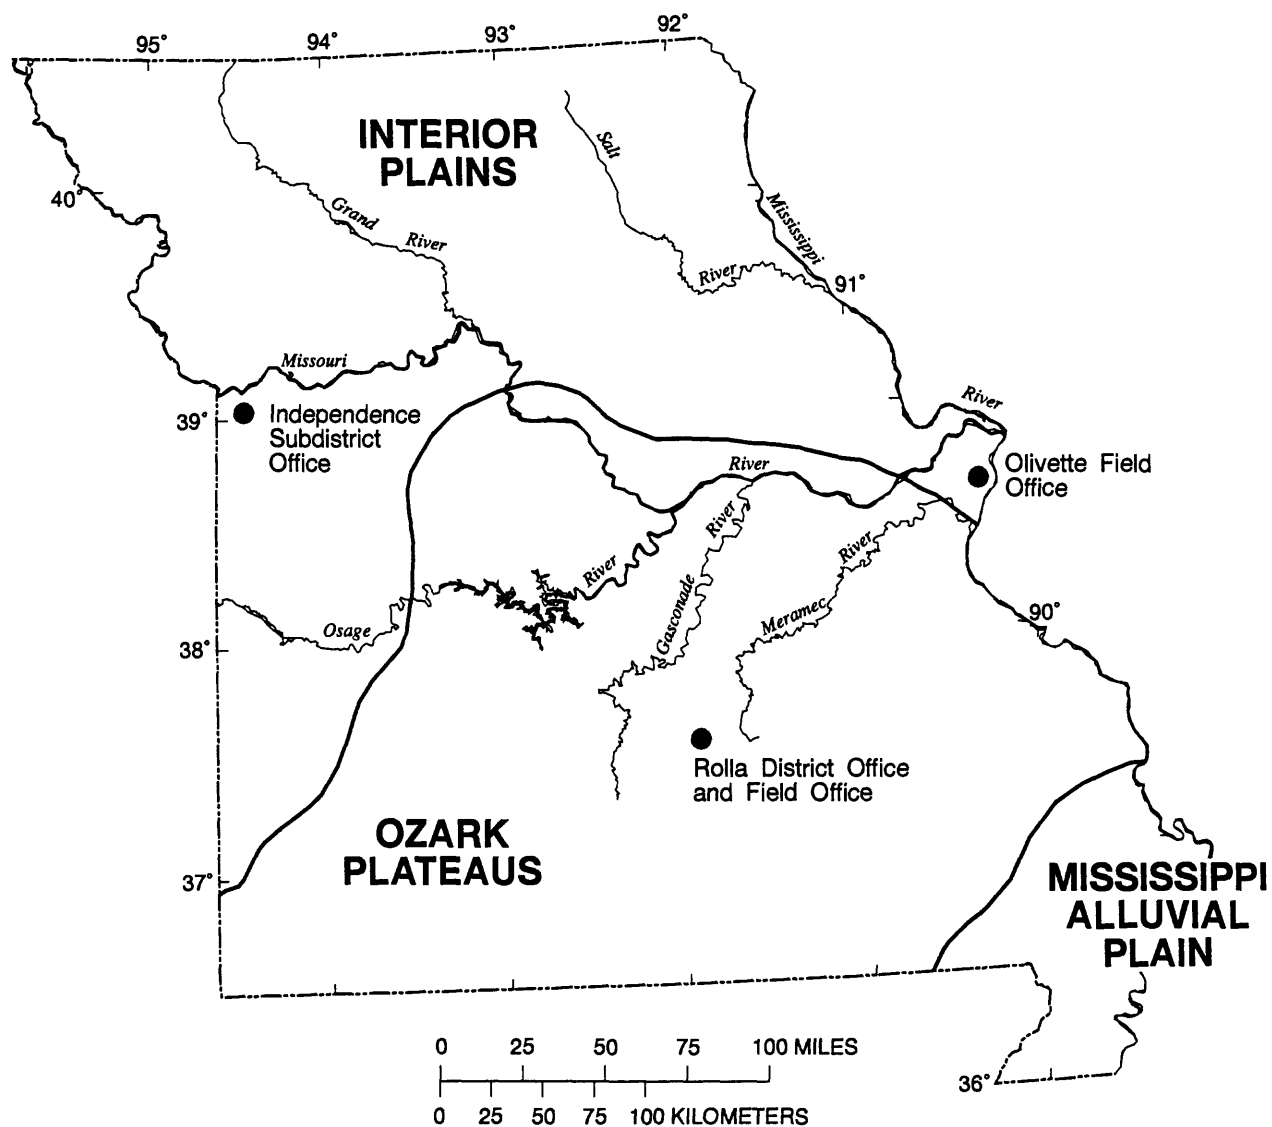 95°
94°
93°
92°
INTERIOR
PLAINS
Salt
40°
Grand
River
Mississippi
River
91°
Missouri
River
39°
Independence
Subdistrict
Office
River
Olivette Field
Office
River
River
River
Gasconade
Meramec
90°
Osage
38°
Rolla District Office
and Field Office
OZARK
PLATEAUS
37°
MISSISSIPPI
ALLUVIAL
PLAIN
0 25 50 75 100 MILES
36°
0 25 50 75 100 KILOMETERS